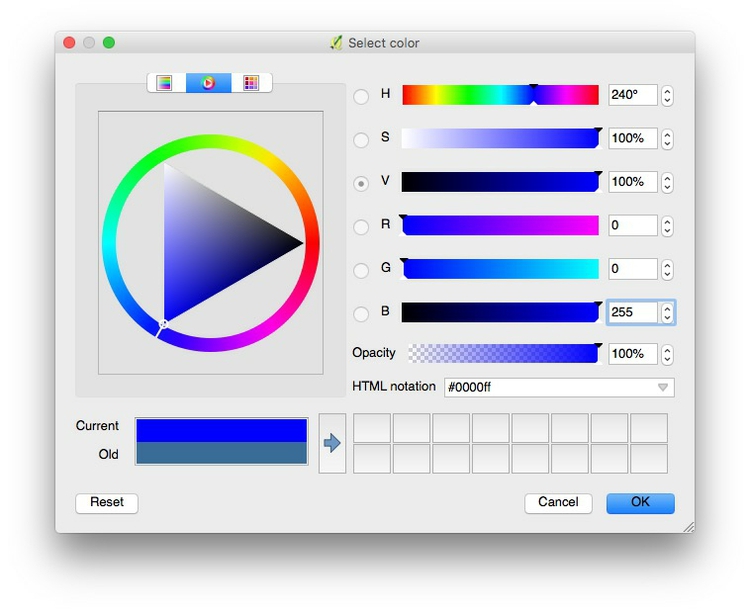 Select color
H 240°
S 100%
V 100%
R 0
G 0
B 255
Opacity 100%
HTML notation #0000ff
Current
Old
Reset Cancel OK